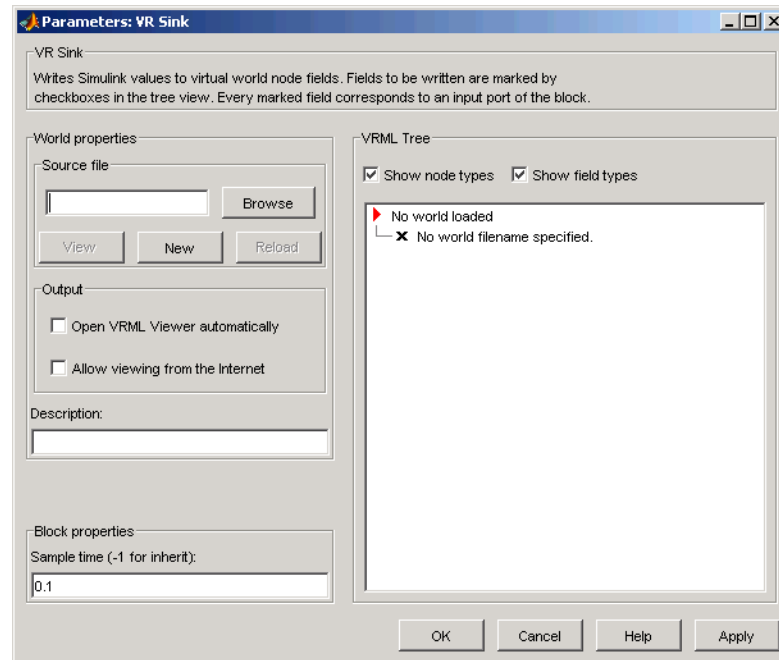 Parameters: VR Sink
VR Sink
Writes Simulink values to virtual world node fields. Fields to be written are marked by
checkboxes in the tree view. Every marked field corresponds to an input port of the block.
World properties
Source file
Browse
View
New
Reload
Output
Open VRML Viewer automatically
Allow viewing from the Internet
Description:
Block properties
Sample time (-1 for inherit):
0.1
VRML Tree
Show node types
Show field types
No world loaded
No world filename specified.
OK
Cancel
Help
Apply